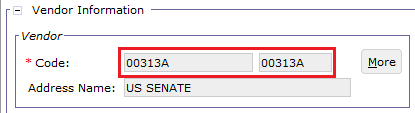 Vendor Information
Vendor
* Code: 00313A 00313A More
Address Name: US SENATE